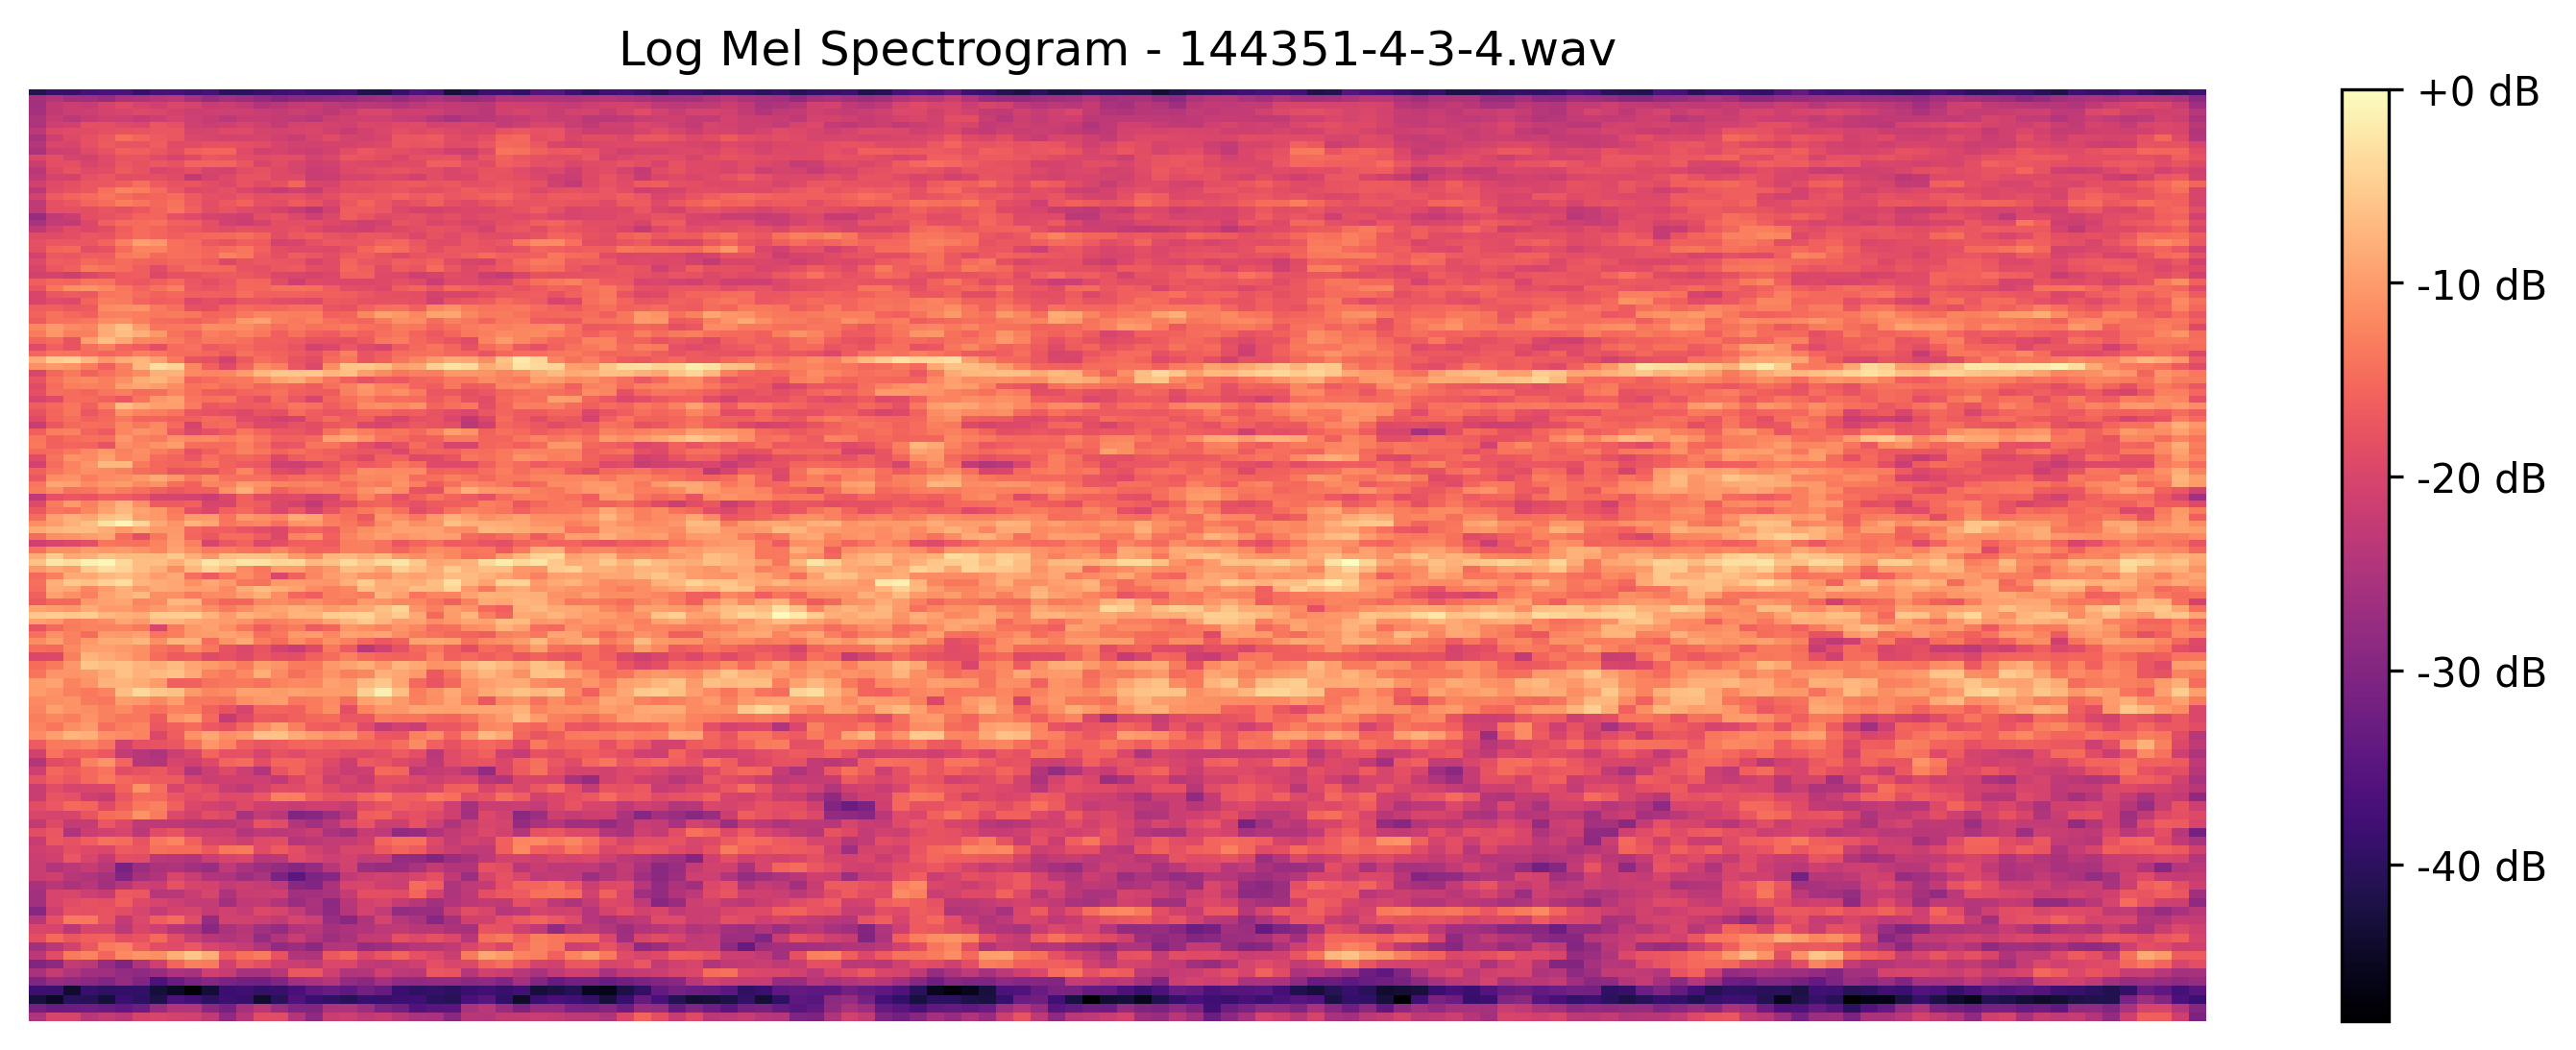 Log Mel Spectrogram - 144351-4-3-4.wav
+0 dB
-10 dB
-20 dB
-30 dB
-40 dB